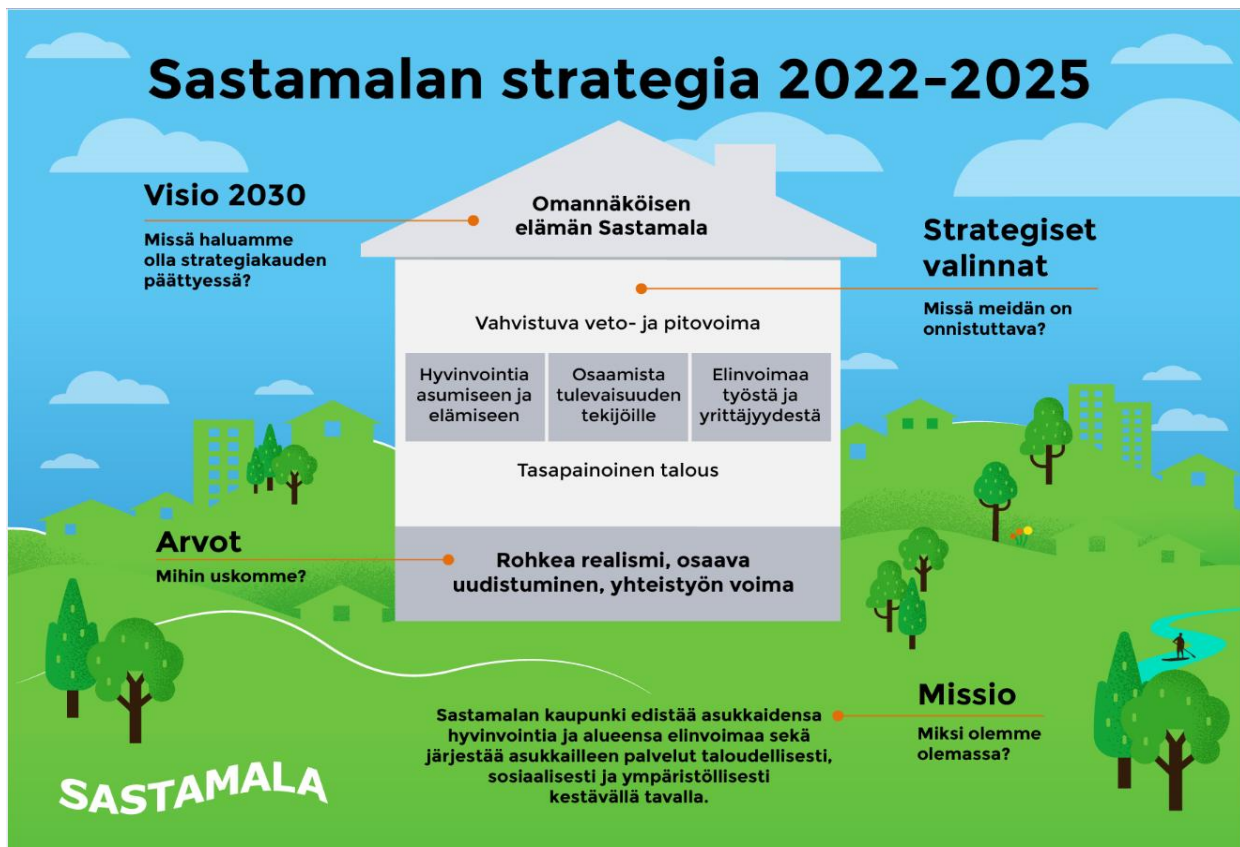 Sastamalan strategia 2022-2025
Visio 2030
Missä haluamme
olla strategiakauden
päättyessä?
Omannäköisen
elämän Sastamala
Strategiset
valinnat
Missä meidän on
onnistuttava?
Vahvistuva veto- ja pitovoima
Hyvinvointia
asumiseen ja
elämiseen
Osaamista
tulevaisuuden
tekijöille
Elinvoimaa
työstä ja
yrittäjyydestä
Tasapainoinen talous
Arvot
Mihin uskomme?
Rohkea realismi, osaava
uudistuminen, yhteistyön voima
Missio
Miksi olemme
olemassa?
Sastamalan kaupunki edistää asukkaidensa
hyvinvointia ja alueensa elinvoimaa sekä
järjestää asukkailleen palvelut taloudellisesti,
sosiaalisesti ja ympäristöllisesti
kestävällä tavalla.
SASTAMALA